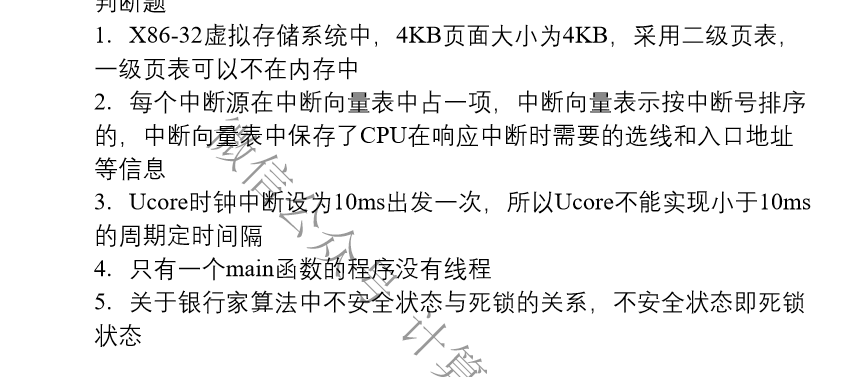 判断题
1. X86-32虚拟存储系统中，4KB页面大小为4KB，采用二级页表，
一级页表可以不在内存中
2. 每个中断源在中断向量表中占一项，中断向量表示按中断号排序
的，中断向量表中保存了CPU在响应中断时需要的选线和入口地址
等信息
3. Ucore时钟中断设为10ms出发一次，所以Ucore不能实现小于10ms
的周期定时间隔
4. 只有一个main函数的程序没有线程
5. 关于银行家算法中不安全状态与死锁的关系，不安全状态即死锁
状态
微信公众号 计算